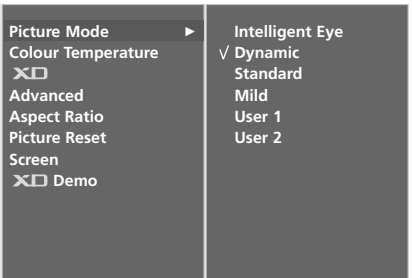 Picture Mode ►
Colour Temperature
XD
Advanced
Aspect Ratio
Picture Reset
Screen
XD Demo
Intelligent Eye
√ Dynamic
Standard
Mild
User 1
User 2